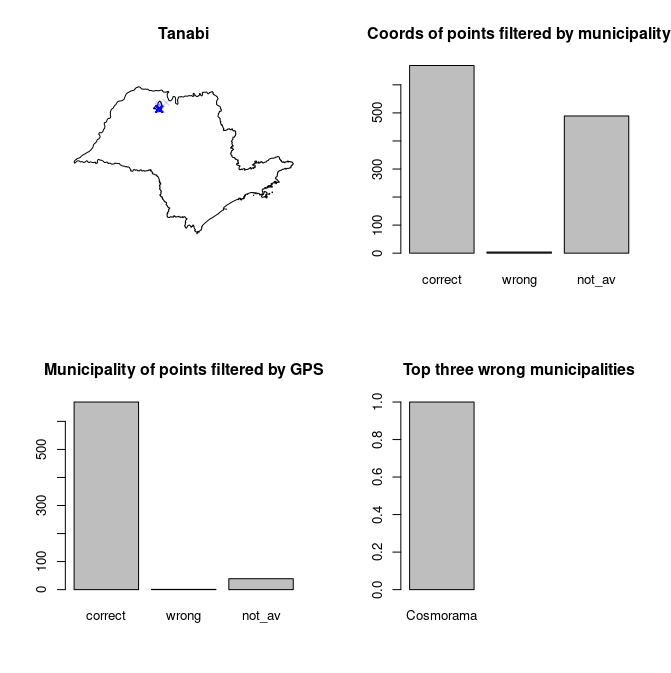 Tanabi
Coords of points filtered by municipality
500
300
100
0
correct wrong not_av
Municipality of points filtered by GPS
500
300
100
0
correct wrong not_av
Top three wrong municipalities
1.0
0.8
0.6
0.4
0.2
0.0
Cosmorama